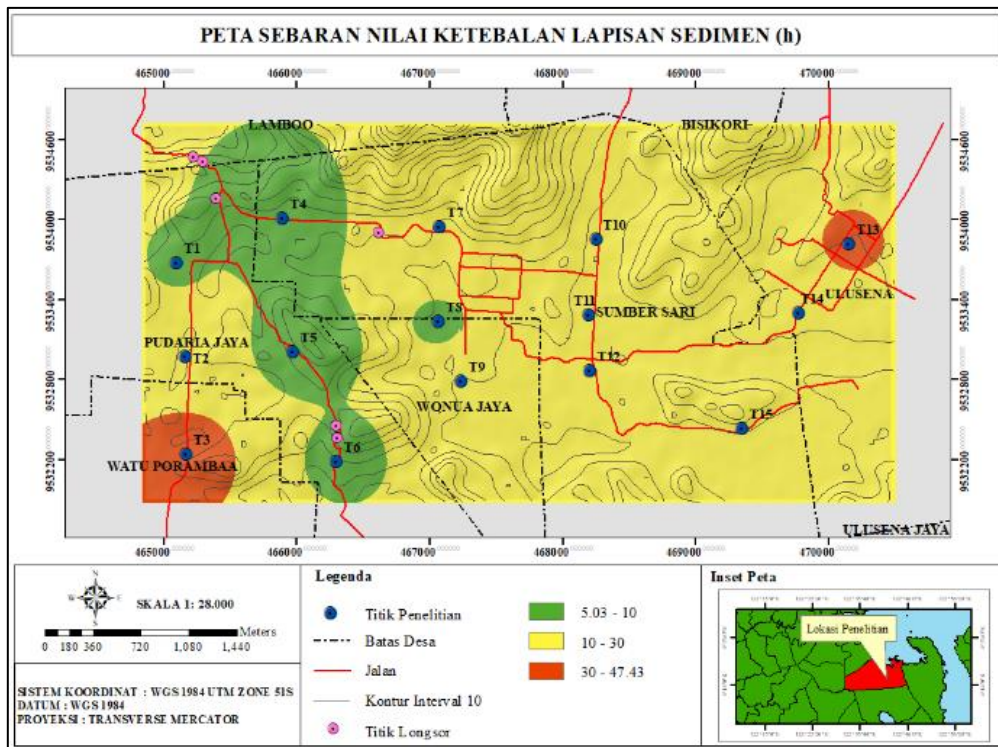 PETA SEBARAN NILAI KETEBALAN LAPISAN SEDIMEN (h)
465000 466000 467000 468000 469000 470000
9534600 9534600
9534000 9534000
9533400 9533400
9532800 9532800
9532200 9532200
LAMBOO
BISIKORI
T4
T7
T10
T13
T1
ULUSENA
T8
T11
SUMBER SARI
T14
PUDARIA JAYA
T2
T5
T12
T9
WONUA JAYA
T15
T3
T6
WATU PORAMBAA
ULUSENA JAYA
465000 466000 467000 468000 469000 470000
N
W E
S
SKALA 1: 28.000
Meters
0 180 360 720 1,080 1,440
SISTEM KOORDINAT : WGS 1984 UTM ZONE 51S
DATUM : WGS 1984
PROYEKSI : TRANSVERSE MERCATOR
Legenda
Titik Penelitian
Batas Desa
Jalan
Kontur Interval 10
Titik Longsor
5.03 - 10
10 - 30
30 - 47.43
Inset Peta
Lokasi Penelitian